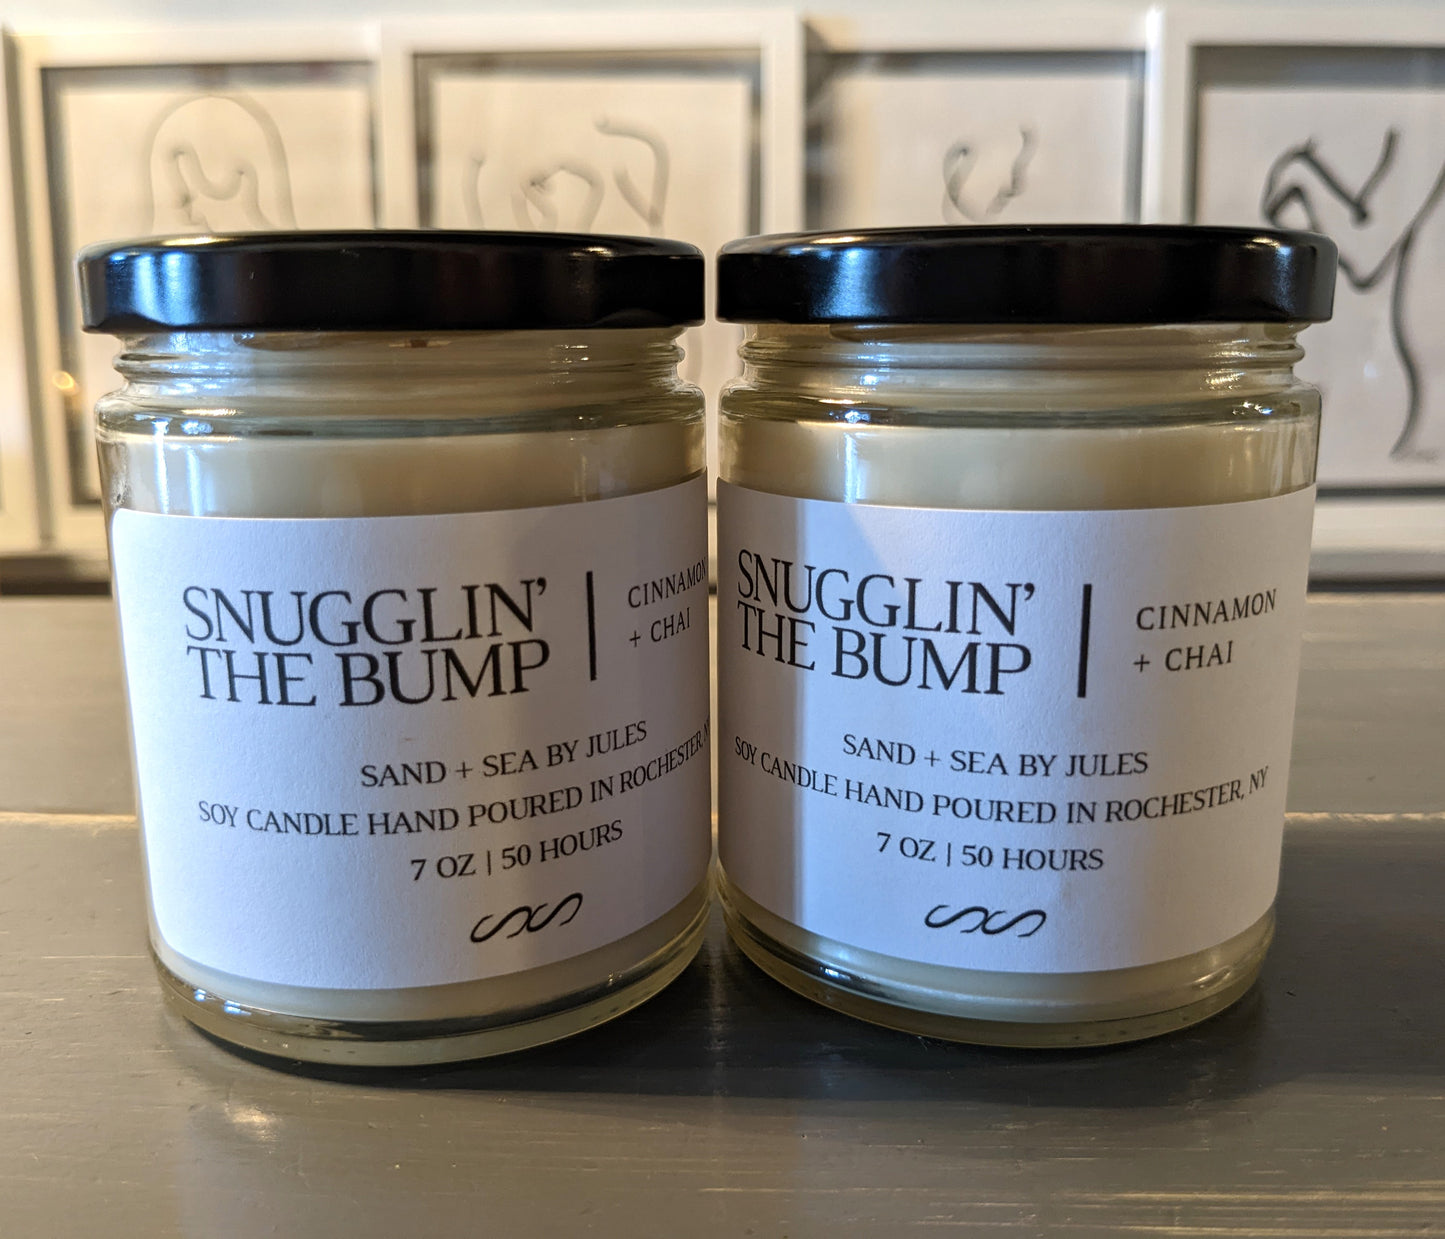 SNUGGLIN'
THE BUMP
CINNAMON
+ CHAI
SAND + SEA BY JULES
SOY CANDLE HAND POURED IN ROCHESTER, NY
7 OZ | 50 HOURS
SNUGGLIN'
THE BUMP
CINNAMON
+ CHAI
SAND + SEA BY JULES
SOY CANDLE HAND POURED IN ROCHESTER, NY
7 OZ | 50 HOURS